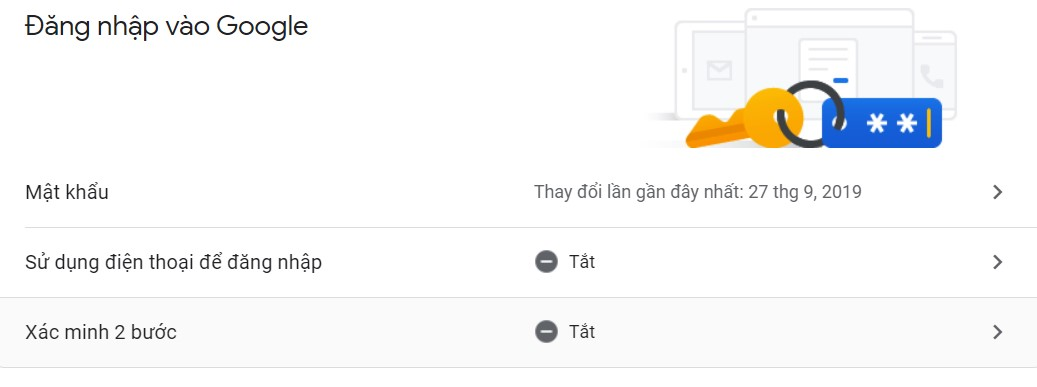 Đăng nhập vào Google
**
Mật khẩu Thay đổi lần gần đây nhất: 27 thg 9, 2019
Sử dụng điện thoại để đăng nhập Tắt
Xác minh 2 bước Tắt